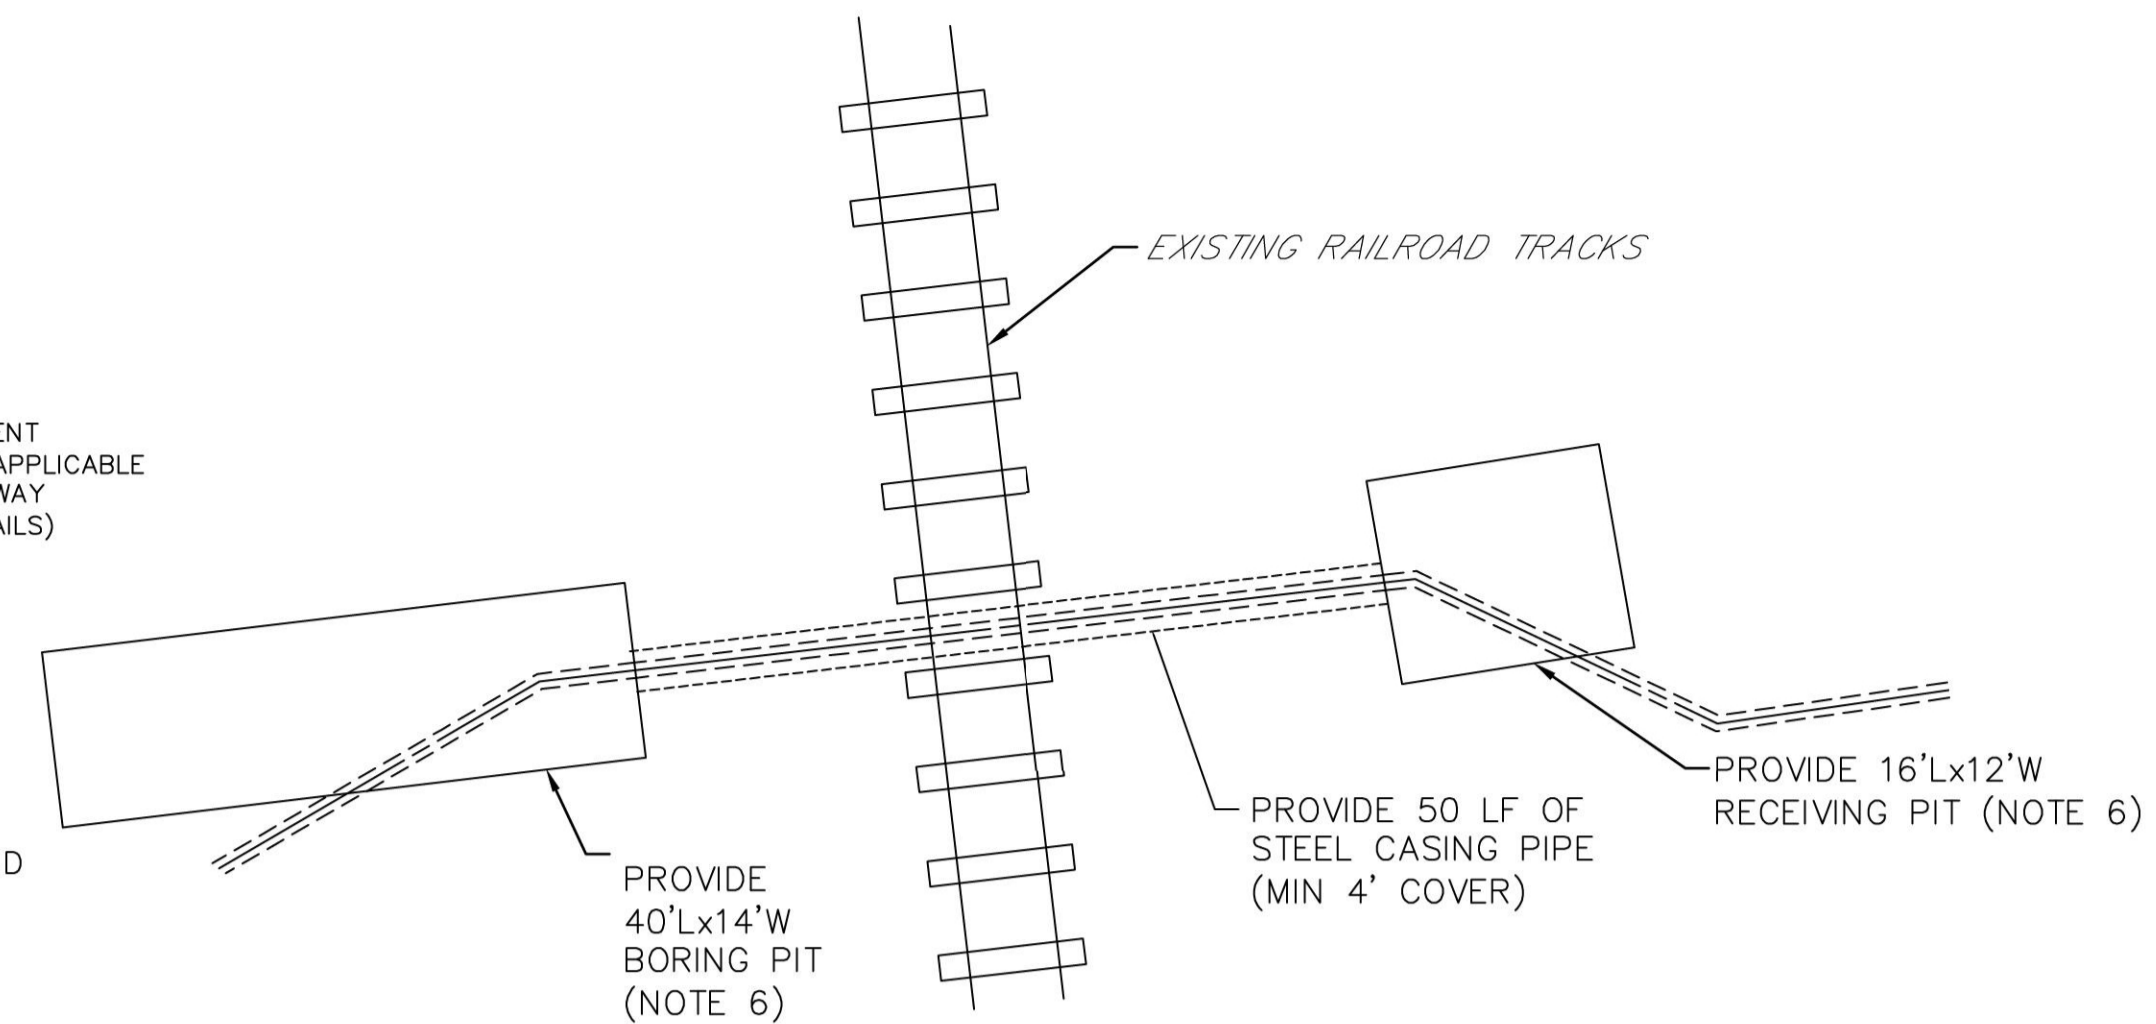 EXISTING RAILROAD TRACKS
ENT
APPLICABLE
WAY
AILS)
D
PROVIDE
40'Lx14'W
BORING PIT
(NOTE 6)
PROVIDE 50 LF OF
STEEL CASING PIPE
(MIN 4' COVER)
PROVIDE 16'Lx12'W
RECEIVING PIT (NOTE 6)